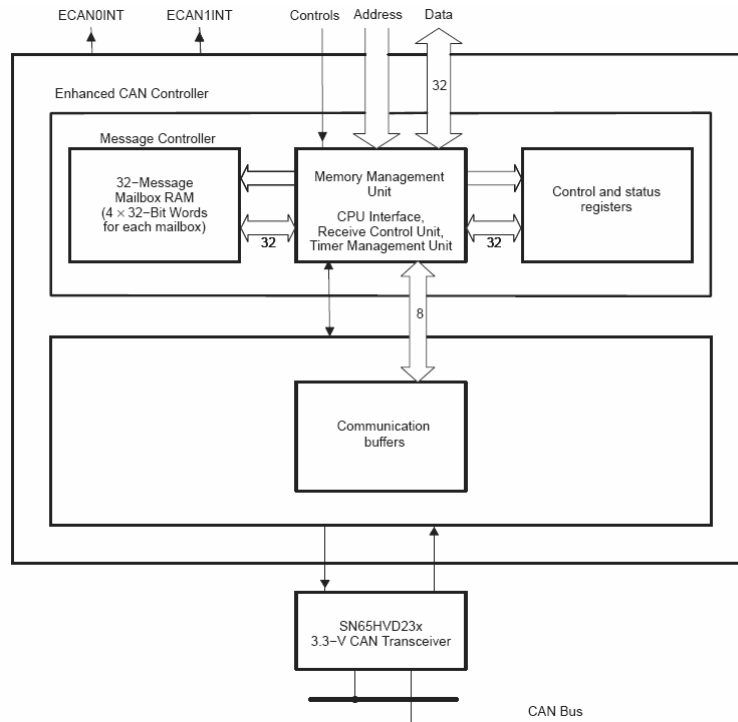 ECAN0INT
ECAN1INT
Controls
Address
Data
32
Enhanced CAN Controller
Message Controller
32−Message
Mailbox RAM
(4 × 32-Bit Words
for each mailbox)
32
Memory Management
Unit
CPU Interface,
Receive Control Unit,
Timer Management Unit
32
Control and status
registers
8
Communication
buffers
SN65HVD23x
3.3−V CAN Transceiver
CAN Bus